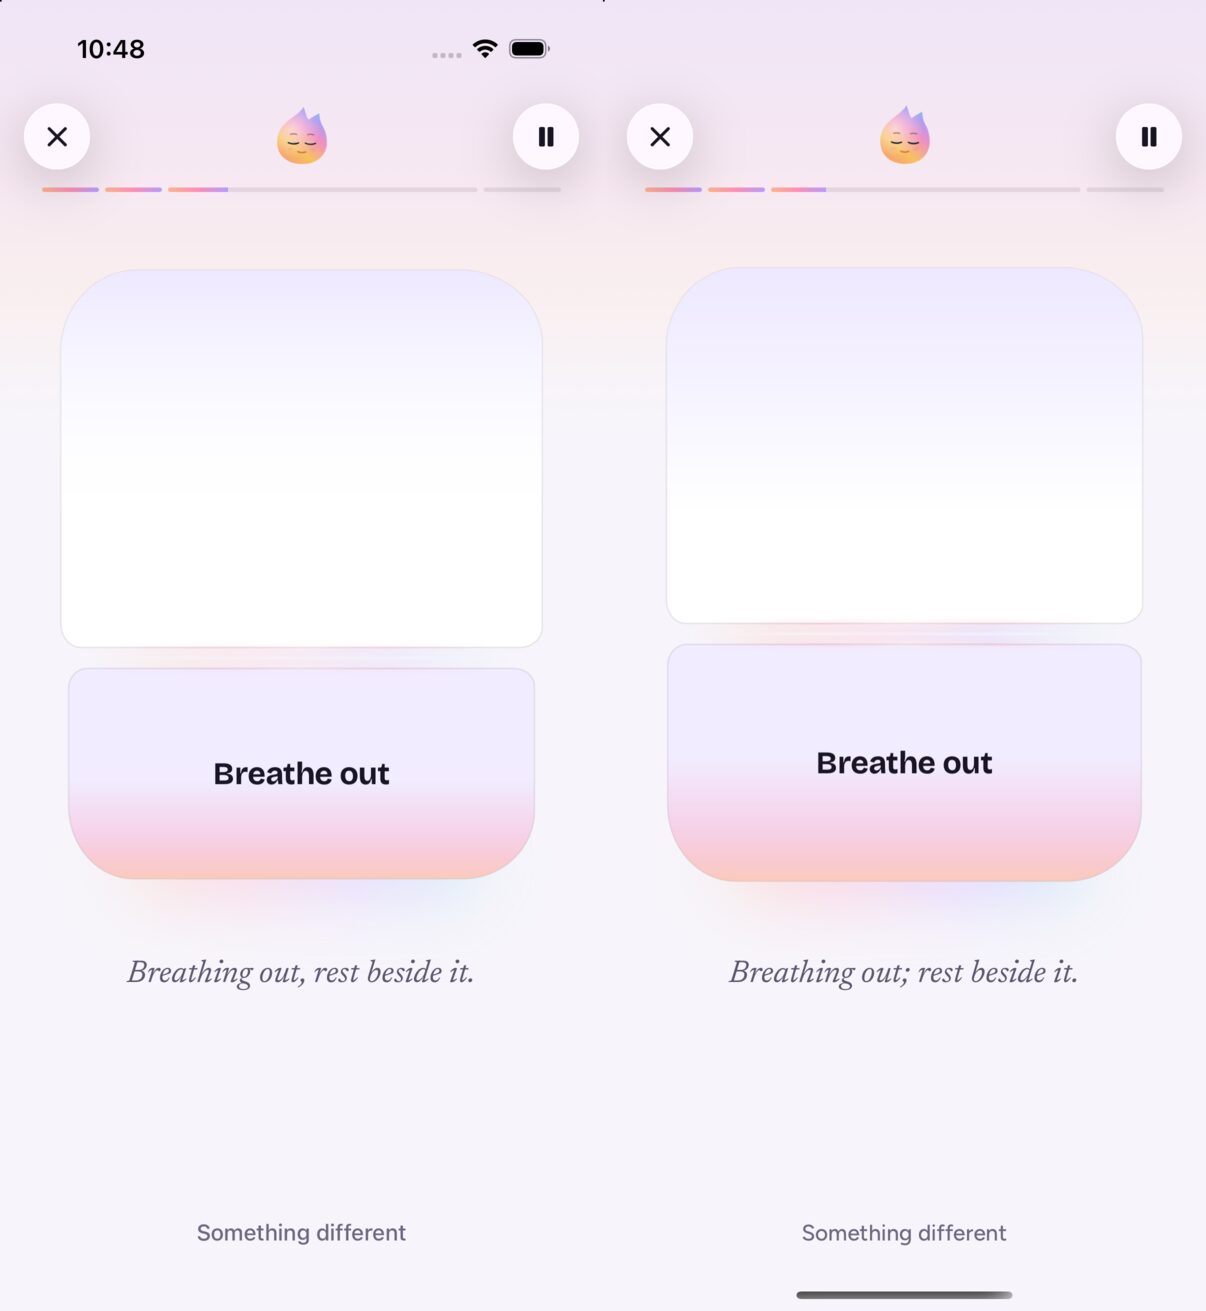 10:48
Breathe out
Breathing out, rest beside it.
Something different
Breathe out
Breathing out; rest beside it.
Something different